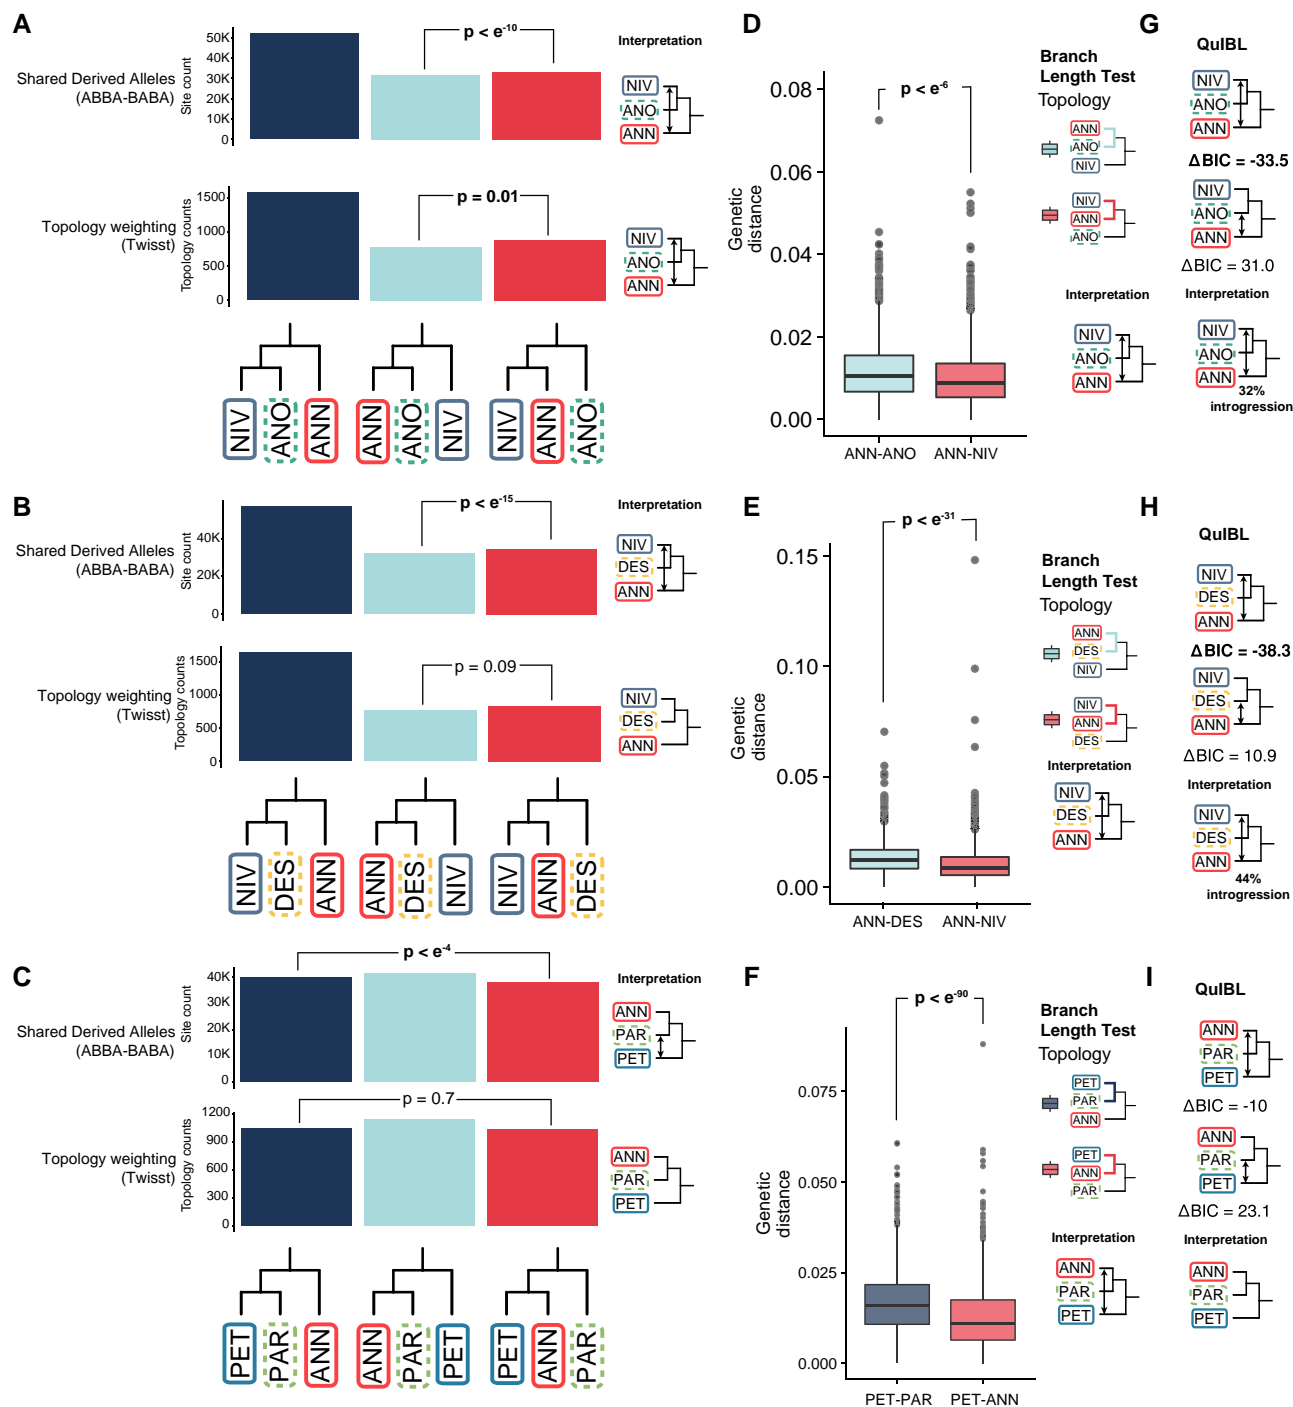 A
Shared Derived Alleles
(ABBA-BABA)
Site count
50K
40K
30K
20K
10K
0
p < e-10
Interpretation
NIV
ANO
ANN
Topology weighting
(Twisst)
Topology counts
1500
1000
500
0
p = 0.01
NIV
ANO
ANN
NIV ANO ANN ANN ANO NIV NIV ANN ANO
B
Shared Derived Alleles
(ABBA-BABA)
Site count
40K
20K
0
p < e-15
Interpretation
NIV
DES
ANN
Topology weighting
(Twisst)
Topology counts
1500
1000
500
0
p = 0.09
NIV
DES
ANN
NIV DES ANN ANN DES NIV NIV ANN DES
C
Shared Derived Alleles
(ABBA-BABA)
Site count
40K
30K
20K
10K
0
p < e-4
Interpretation
ANN
PAR
PET
Topology weighting
(Twisst)
Topology counts
1200
900
600
300
0
p = 0.7
ANN
PAR
PET
PET PAR ANN ANN PAR PET PET ANN PAR
D
Genetic
distance
0.08
0.06
0.04
0.02
0.00
p < e-6
ANN-ANO ANN-NIV
Branch
Length Test
Topology
ANN
ANO
NIV
NIV
ANN
ANO
Interpretation
NIV
ANO
ANN
E
Genetic
distance
0.15
0.10
0.05
0.00
p < e-31
ANN-DES ANN-NIV
Branch
Length Test
Topology
ANN
DES
NIV
NIV
ANN
DES
Interpretation
NIV
DES
ANN
F
Genetic
distance
0.075
0.050
0.025
0.000
p < e-90
PET-PAR PET-ANN
Branch
Length Test
Topology
PET
PAR
ANN
PET
ANN
PAR
Interpretation
ANN
PAR
PET
G
QuIBL
NIV
ANO
ANN
ΔBIC = -33.5
NIV
ANO
ANN
ΔBIC = 31.0
Interpretation
NIV
ANO
ANN
32%
introgression
H
QuIBL
NIV
DES
ANN
ΔBIC = -38.3
NIV
DES
ANN
ΔBIC = 10.9
Interpretation
NIV
DES
ANN
44%
introgression
I
QuIBL
ANN
PAR
PET
ΔBIC = -10
ANN
PAR
PET
ΔBIC = 23.1
Interpretation
ANN
PAR
PET